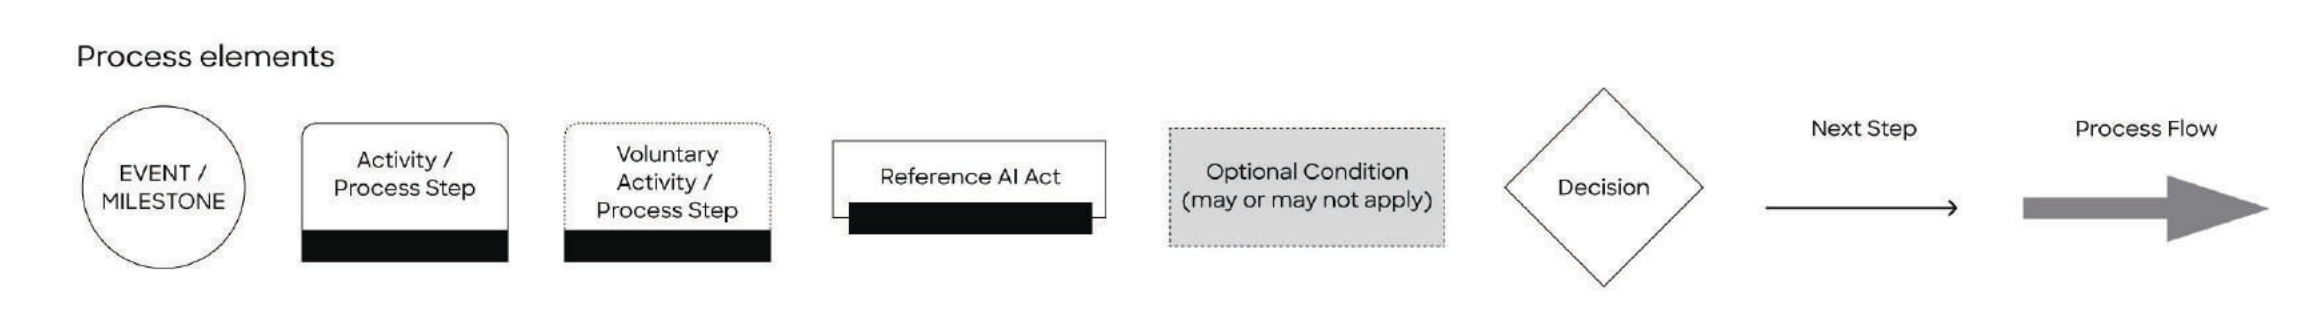 Process elements
EVENT /
MILESTONE
Activity /
Process Step
Voluntary
Activity /
Process Step
Reference AI Act
Optional Condition
(may or may not apply)
Decision
Next Step
Process Flow